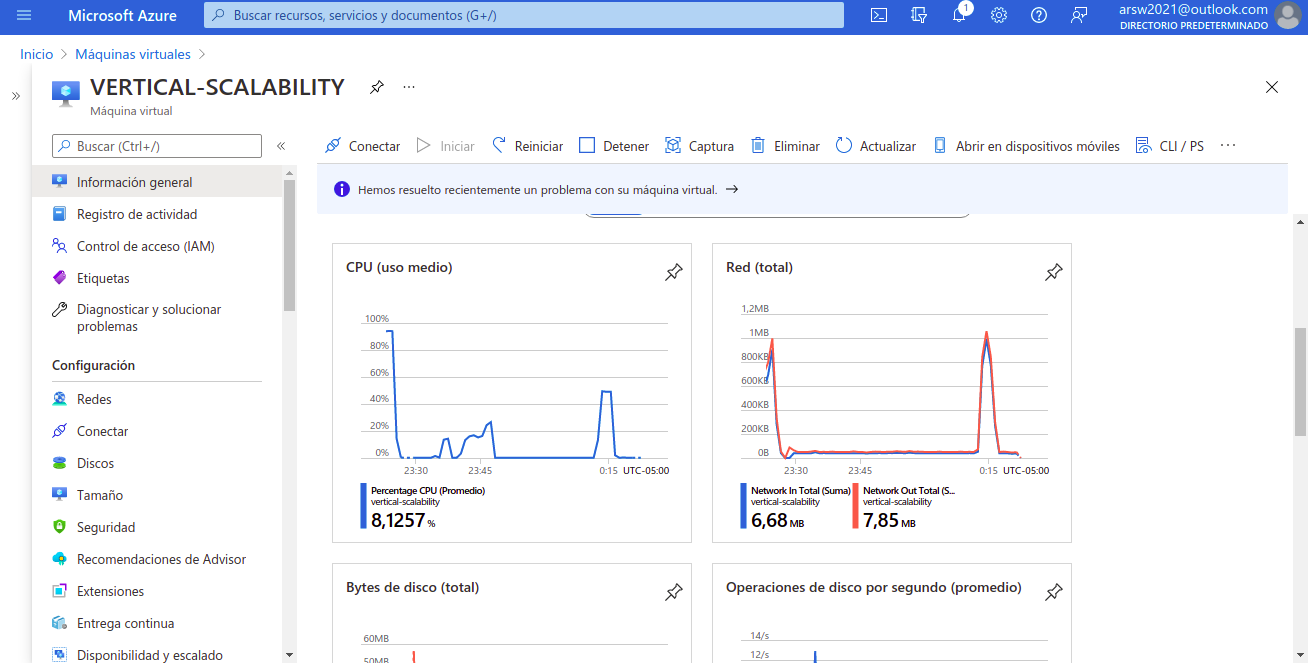 Microsoft Azure
Buscar recursos, servicios y documentos (G+/)
1
arsw2021@outlook.com
DIRECTORIO PREDETERMINADO
Inicio > Máquinas virtuales >
VERTICAL-SCALABILITY
Máquina virtual
Buscar (Ctrl+/)
Información general
Registro de actividad
Control de acceso (IAM)
Etiquetas
Diagnosticar y solucionar
problemas
Configuración
Redes
Conectar
Discos
Tamaño
Seguridad
Recomendaciones de Advisor
Extensiones
Entrega continua
Disponibilidad y escalado
Conectar Iniciar Reiniciar Detener Captura Eliminar Actualizar Abrir en dispositivos móviles CLI / PS
Hemos resuelto recientemente un problema con su máquina virtual. →
CPU (uso medio)
100%
80%
60%
40%
20%
0%
23:30 23:45 0:15 UTC-05:00
Percentage CPU (Promedio)
vertical-scalability
8,1257 %
Red (total)
1,2MB
1MB
800KB
600KB
400KB
200KB
0B
23:30 23:45 0:15 UTC-05:00
Network In Total (Suma)
vertical-scalability
6,68 MB
Network Out Total (S...
vertical-scalability
7,85 MB
Bytes de disco (total)
60MB
50MB
Operaciones de disco por segundo (promedio)
14/s
12/s